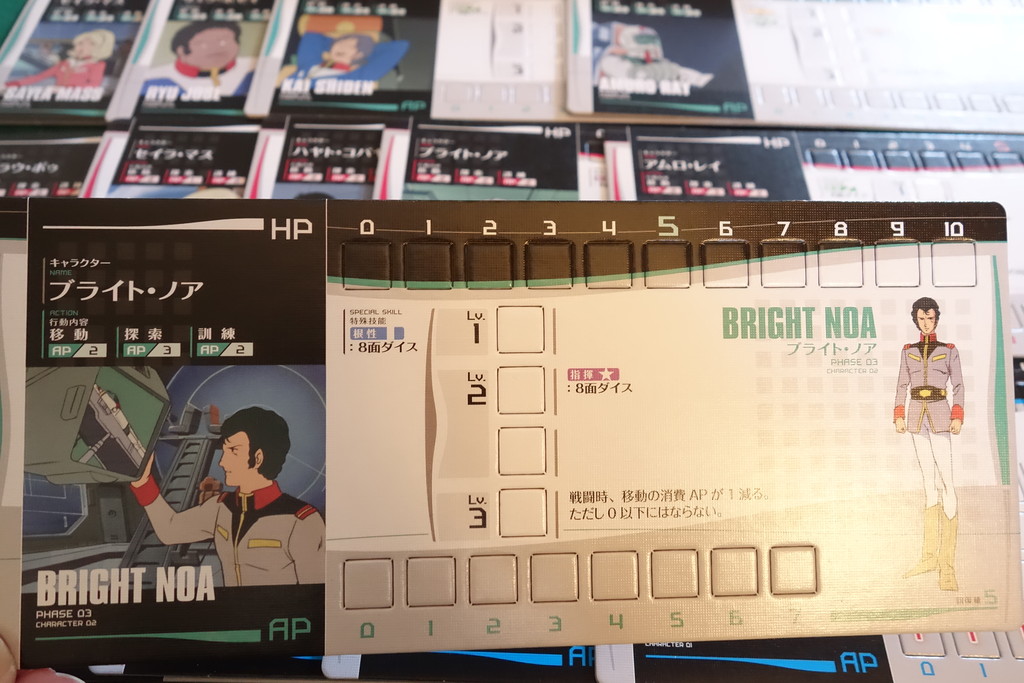 SAYLA MASS
RYU JOSE
KAI SHIDEN
AP
3
AMURO RAY
AP
セイラ・マス
ハヤト・コバ
HP
ブライト・ノア
HP
アムロ・レイ
HP
キャラクター
NAME
ブライト・ノア
ACTION
行動内容
移動 探索 訓練
AP/2 AP/3 AP/2
BRIGHT NOA
PHASE 03
CHARACTER 02
AP
0 1 2 3 4 5 6 7 8 9 10
SPECIAL SKILL
特殊技能
根性
:8面ダイス
Lv.
1
Lv.
2
指揮★
:8面ダイス
Lv.
3
戦闘時、移動の消費 AP が 1 減る。
ただし 0 以下にはならない。
BRIGHT NOA
ブライト・ノア
PHASE 03
CHARACTER 02
0 1 2 3 4 5 6 7
5
AP
CHARACTER 01
AP
0 1